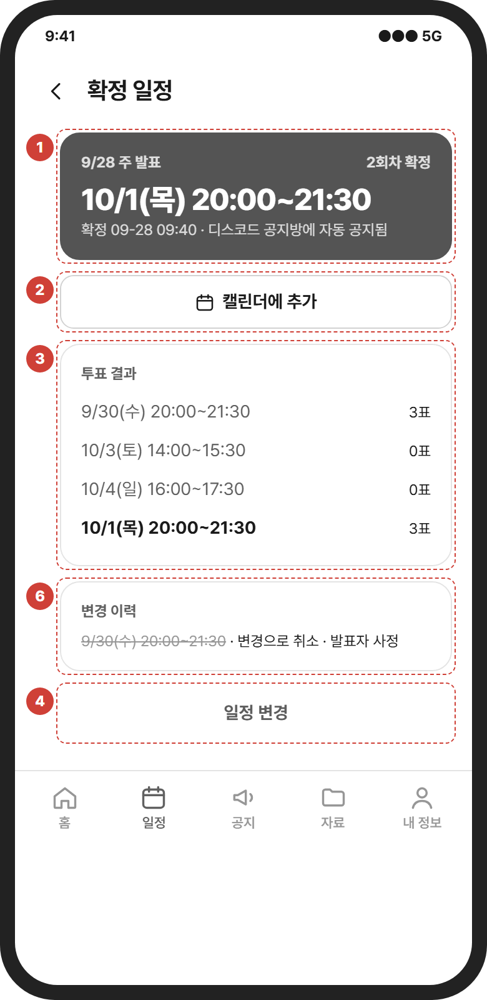 9:41
5G
확정 일정
1
9/28 주 발표
2회차 확정
10/1(목) 20:00~21:30
확정 09-28 09:40 · 디스코드 공지방에 자동 공지됨
2
캘린더에 추가
3
투표 결과
9/30(수) 20:00~21:30
3표
10/3(토) 14:00~15:30
0표
10/4(일) 16:00~17:30
0표
10/1(목) 20:00~21:30
3표
6
변경 이력
9/30(수) 20:00~21:30 · 변경으로 취소 · 발표자 사정
4
일정 변경
홈
일정
공지
자료
내 정보